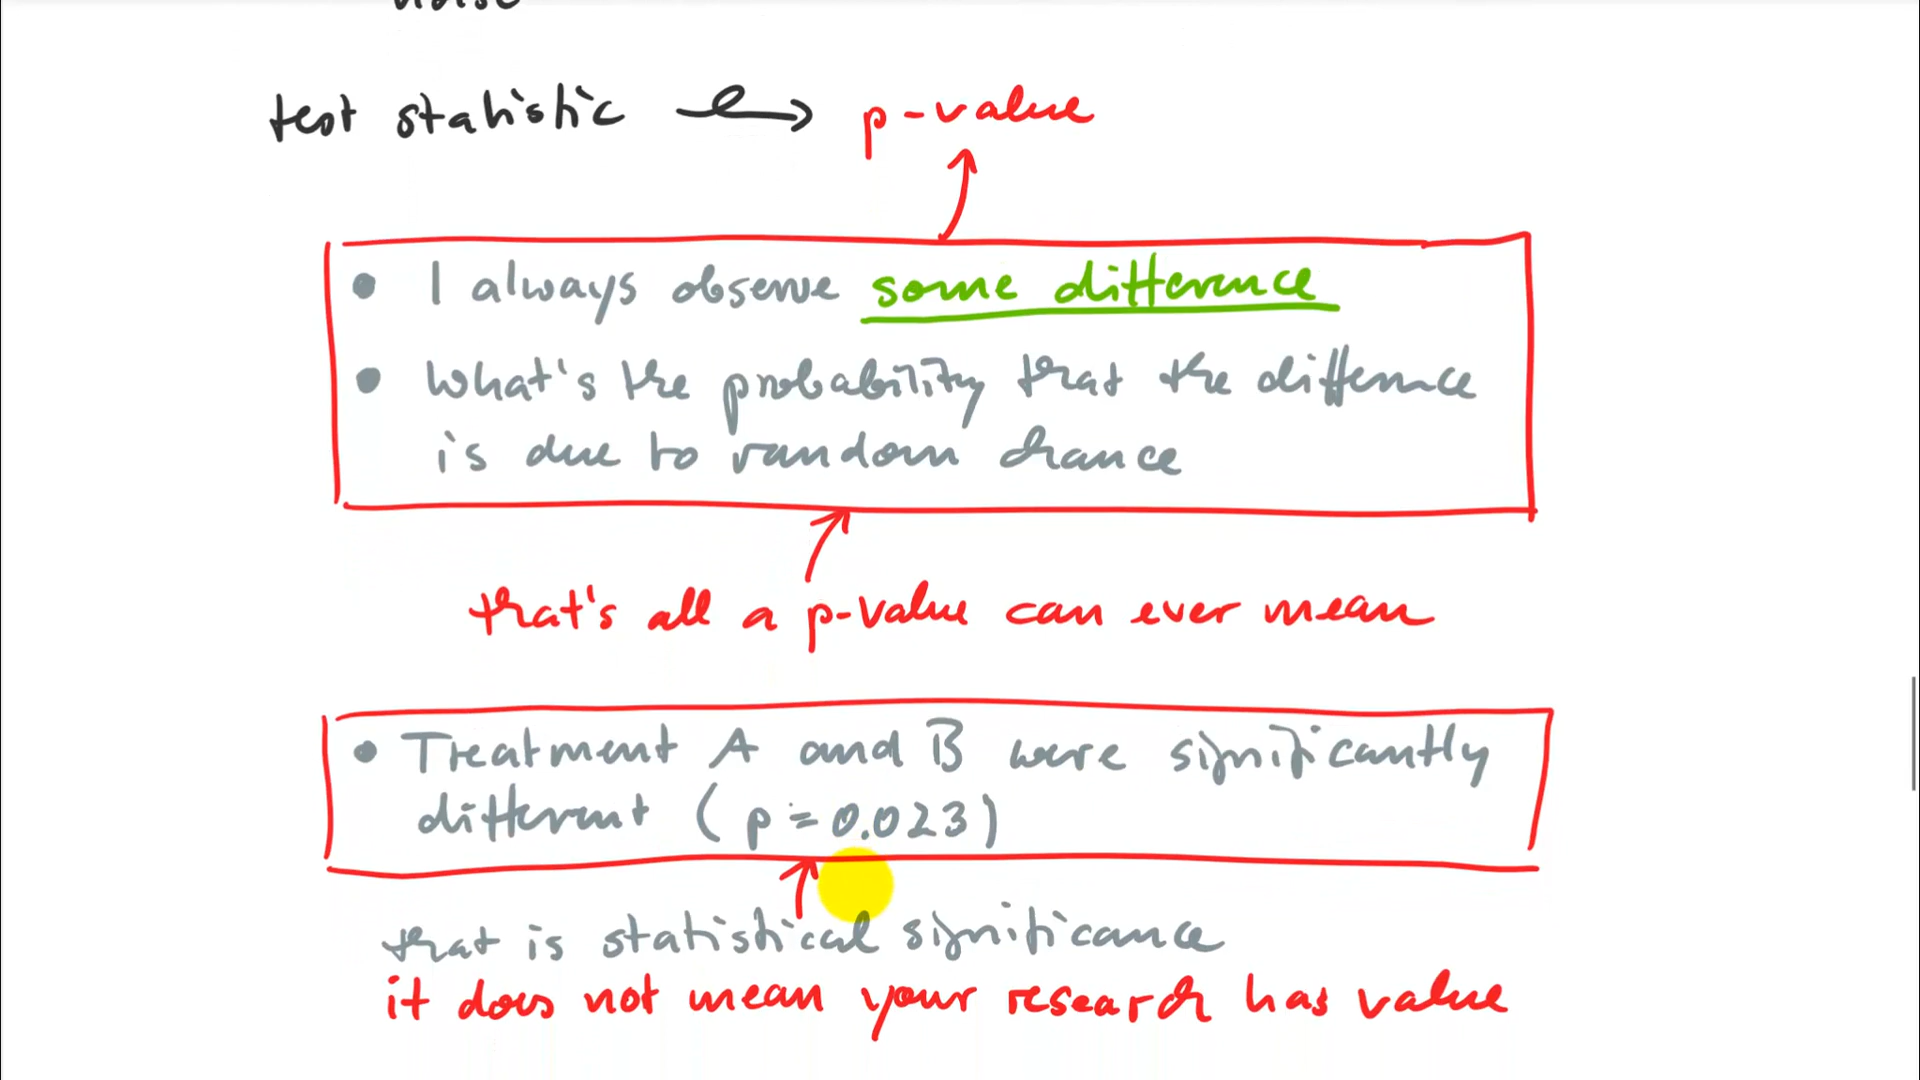 test statistic → p-value
• I always observe some difference
• What's the probability that the difference
is due to random chance
that's all a p-value can ever mean
• Treatment A and B were significantly
different (p = 0.023)
that is statistical significance
it does not mean your research has value